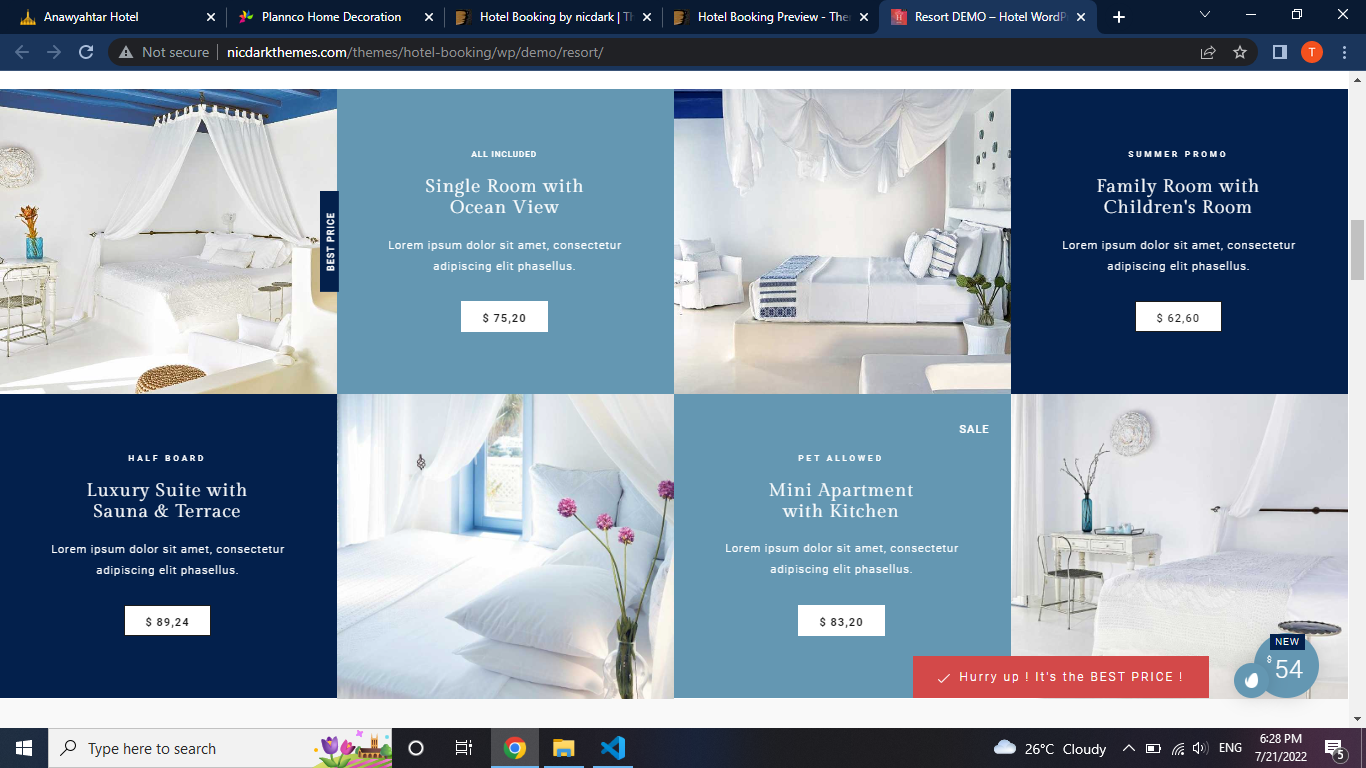 Anawyahtar Hotel
Plannco Home Decoration
Hotel Booking by nicdark | Th
Hotel Booking Preview - Them
Resort DEMO – Hotel WordP
Not secure
nicdarkthemes.com/themes/hotel-booking/wp/demo/resort/
T
BEST PRICE
ALL INCLUDED
Single Room with
Ocean View
Lorem ipsum dolor sit amet, consectetur
adipiscing elit phasellus.
$ 75,20
SUMMER PROMO
Family Room with
Children's Room
Lorem ipsum dolor sit amet, consectetur
adipiscing elit phasellus.
$ 62,60
HALF BOARD
Luxury Suite with
Sauna & Terrace
Lorem ipsum dolor sit amet, consectetur
adipiscing elit phasellus.
$ 89,24
SALE
PET ALLOWED
Mini Apartment
with Kitchen
Lorem ipsum dolor sit amet, consectetur
adipiscing elit phasellus.
$ 83,20
Hurry up ! It's the BEST PRICE !
NEW
$ 54
Type here to search
26°C Cloudy
ENG
6:28 PM
7/21/2022
5